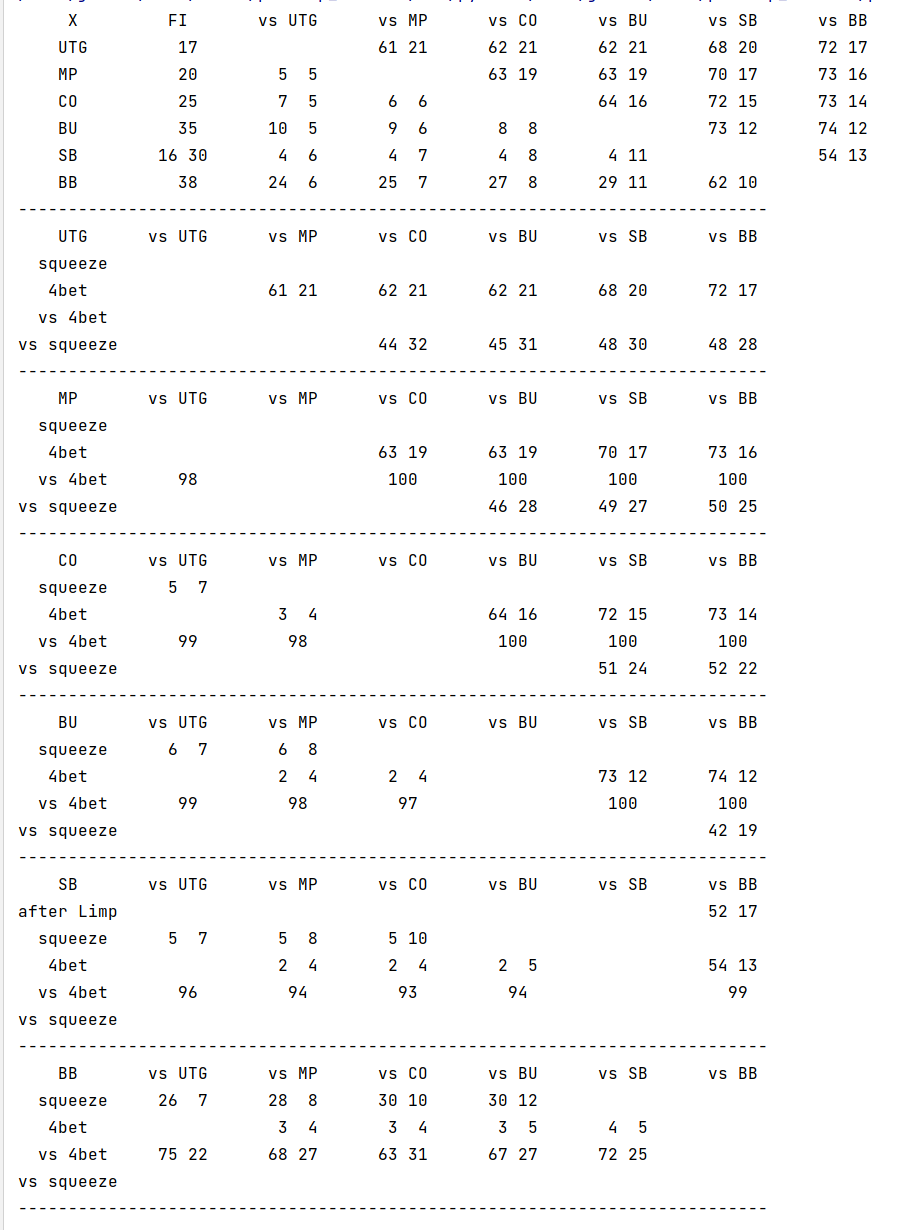 X FI vs UTG vs MP vs CO vs BU vs SB vs BB
UTG 17 61 21 62 21 62 21 68 20 72 17
MP 20 5 5 63 19 63 19 70 17 73 16
CO 25 7 5 6 6 64 16 72 15 73 14
BU 35 10 5 9 6 8 8 73 12 74 12
SB 16 30 4 6 4 7 4 8 4 11 54 13
BB 38 24 6 25 7 27 8 29 11 62 10
---------------------------------------------------------------------------
UTG vs UTG vs MP vs CO vs BU vs SB vs BB
squeeze
4bet 61 21 62 21 62 21 68 20 72 17
vs 4bet
vs squeeze 44 32 45 31 48 30 48 28
---------------------------------------------------------------------------
MP vs UTG vs MP vs CO vs BU vs SB vs BB
squeeze
4bet 63 19 63 19 70 17 73 16
vs 4bet 98 100 100 100 100
vs squeeze 46 28 49 27 50 25
---------------------------------------------------------------------------
CO vs UTG vs MP vs CO vs BU vs SB vs BB
squeeze 5 7
4bet 3 4 64 16 72 15 73 14
vs 4bet 99 98 100 100 100
vs squeeze 51 24 52 22
---------------------------------------------------------------------------
BU vs UTG vs MP vs CO vs BU vs SB vs BB
squeeze 6 7 6 8
4bet 2 4 2 4 73 12 74 12
vs 4bet 99 98 97 100 100
vs squeeze 42 19
---------------------------------------------------------------------------
SB vs UTG vs MP vs CO vs BU vs SB vs BB
after Limp 52 17
squeeze 5 7 5 8 5 10
4bet 2 4 2 4 2 5 54 13
vs 4bet 96 94 93 94 99
vs squeeze
---------------------------------------------------------------------------
BB vs UTG vs MP vs CO vs BU vs SB vs BB
squeeze 26 7 28 8 30 10 30 12
4bet 3 4 3 4 3 5 4 5
vs 4bet 75 22 68 27 63 31 67 27 72 25
vs squeeze
---------------------------------------------------------------------------